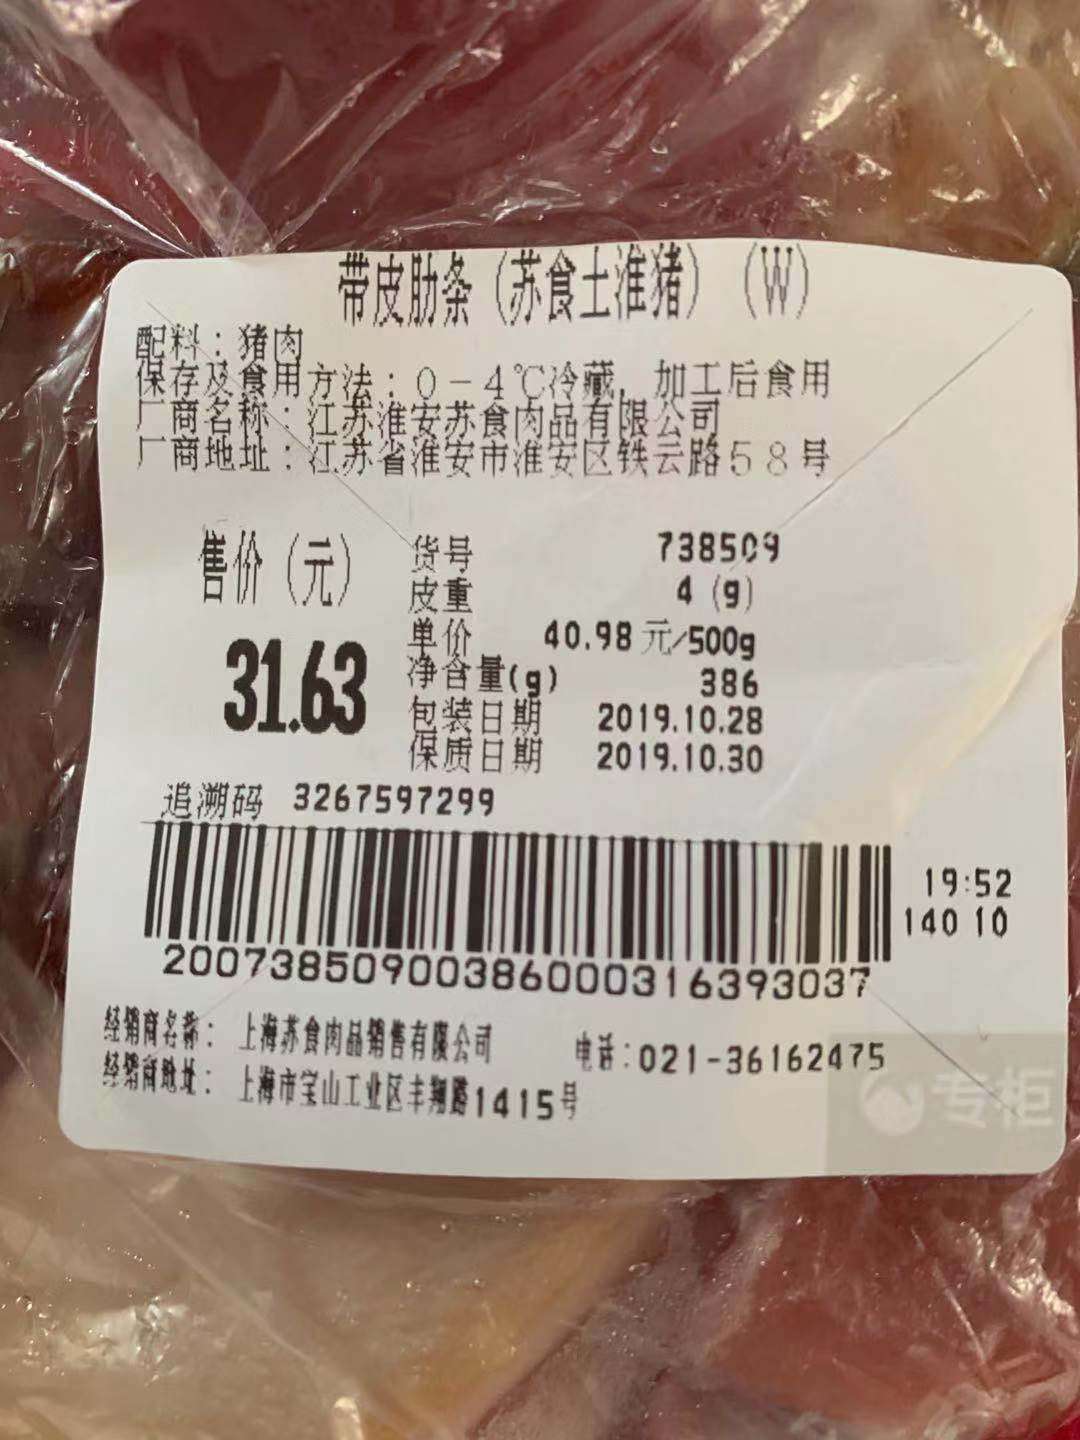 带皮肋条（苏食土淮猪）（W）
配料：猪肉
保存及食用方法：0-4℃冷藏，加工后食用
厂商名称：江苏淮安苏食肉品有限公司
厂商地址：江苏省淮安市淮安区铁云路58号
售价（元）
31.63
货号 738509
皮重 4（g）
单价 40.98元/500g
净含量(g) 386
包装日期 2019.10.28
保质日期 2019.10.30
追溯码 3267597299
19:52
140 10
2007385090038600031639303​7
经销商名称：上海苏食肉品销售有限公司 电话：021-36162475
经销商地址：上海市宝山工业区丰翔路1415号
专柜